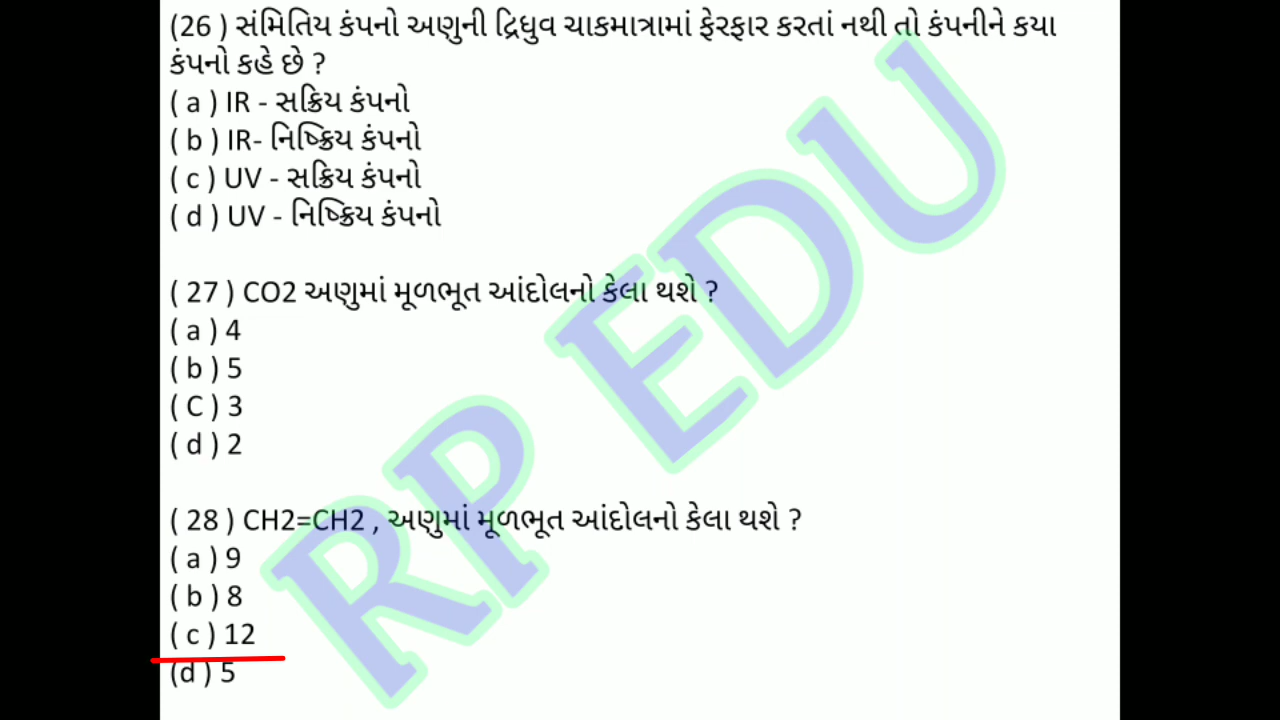 (26 ) સંમિતિય કંપનો અણુની દ્રિધુવ ચાકમાત્રામાં ફેરફાર કરતાં નથી તો કંપનીને કયા
કંપનો કહે છે ?
( a ) IR - સક્રિય કંપનો
( b ) IR- નિષ્ક્રિય કંપનો
( c ) UV - સક્રિય કંપનો
( d ) UV - નિષ્ક્રિય કંપનો
( 27 ) CO2 અણુમાં મૂળભૂત આંદોલનો કેલા થશે ?
( a ) 4
( b ) 5
( C ) 3
( d ) 2
( 28 ) CH2=CH2 , અણુમાં મૂળભૂત આંદોલનો કેલા થશે ?
( a ) 9
( b ) 8
( c ) 12
(d ) 5
RP EDU